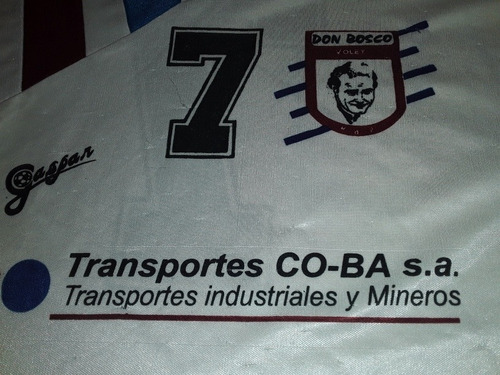 7
DON BOSCO
VOLEY
Gaspar
Transportes CO-BA s.a.
Transportes industriales y Mineros